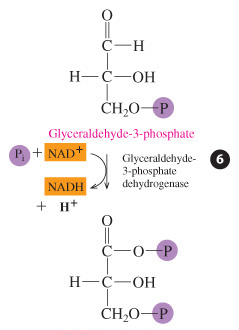 O
C—H
H—C—OH
CH₂O—P
Glyceraldehyde-3-phosphate
Pᵢ + NAD⁺
Glyceraldehyde-
3-phosphate
dehydrogenase
6
NADH
+ H⁺
O
C—O—P
H—C—OH
CH₂O—P